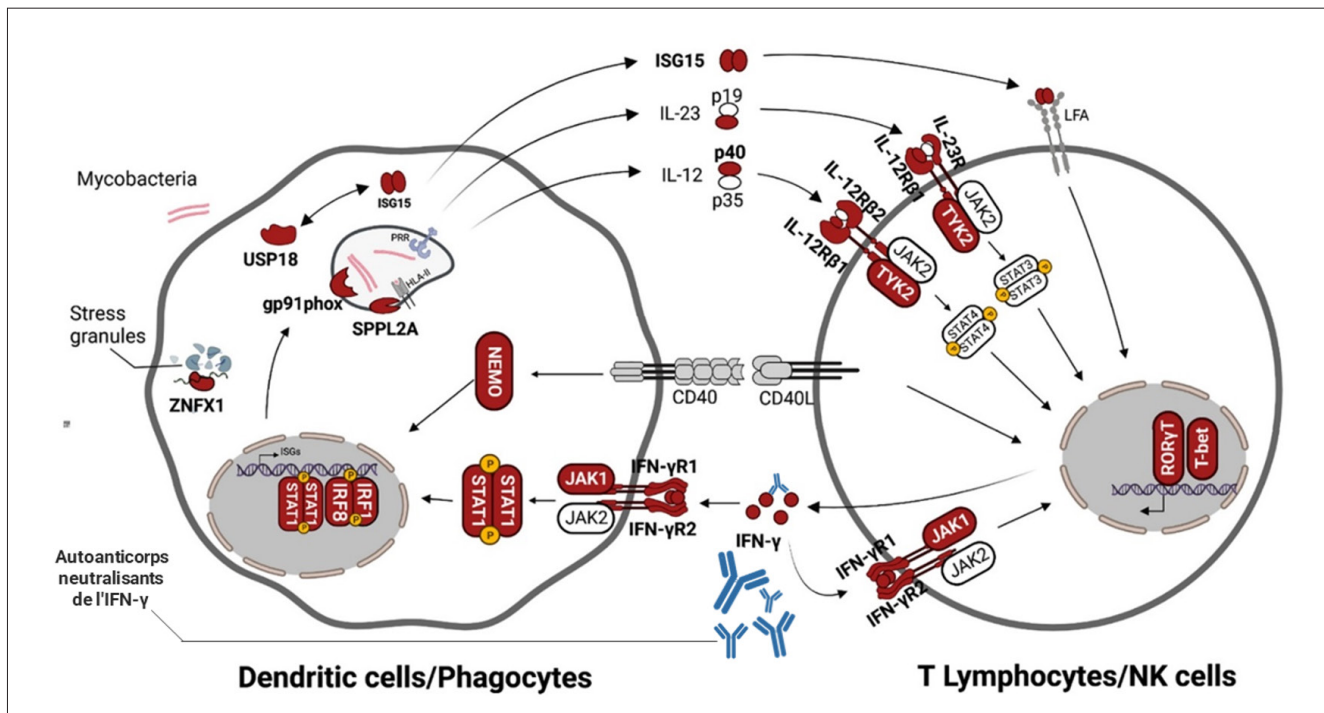 ISG15
IL-23
p19
p40
IL-12
p35
LFA
IL-23R
IL-12Rβ1
TYK2
JAK2
IL-12Rβ2
IL-12Rβ1
TYK2
JAK2
STAT3
STAT3
P
P
STAT4
STAT4
P
P
Mycobacteria
ISG15
USP18
PRR
HLA-II
gp91phox
SPPL2A
Stress
granules
ZNFX1
NEMO
CD40
CD40L
RORγT
T-bet
ISGs
P
STAT1
STAT1
P
P
IRF8
IRF1
P
P
STAT1
STAT1
P
JAK1
JAK2
IFN-γR1
IFN-γR2
IFN-γ
IFN-γR1
IFN-γR2
JAK1
JAK2
Autoanticorps
neutralisants
de l'IFN-γ
Dendritic cells/Phagocytes
T Lymphocytes/NK cells